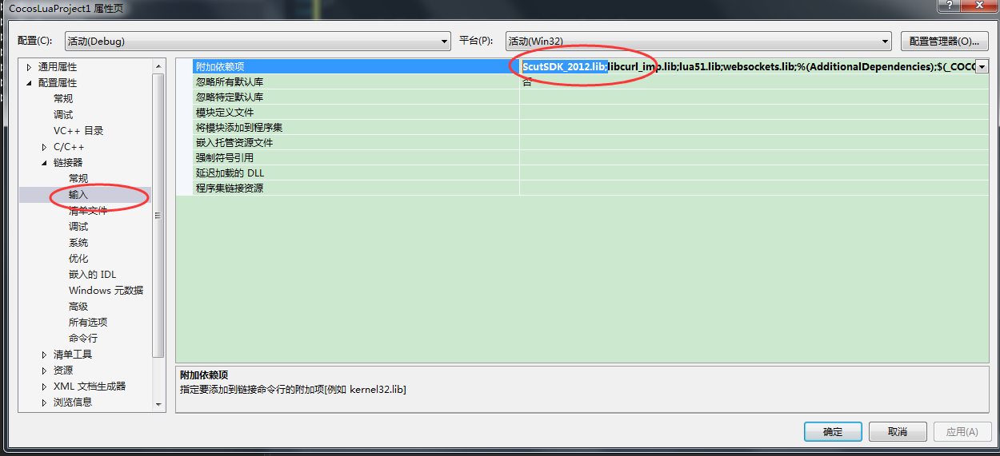 CocosLuaProject1 属性页
?
配置(C):
活动(Debug)
平台(P):
活动(Win32)
配置管理器(O)...
通用属性
配置属性
常规
调试
VC++ 目录
C/C++
链接器
常规
输入
清单文件
调试
系统
优化
嵌入的 IDL
Windows 元数据
高级
所有选项
命令行
清单工具
资源
XML 文档生成器
浏览信息
附加依赖项 ScutSDK_2012.lib;libcurl_imp.lib;lua51.lib;websockets.lib;%(AdditionalDependencies);$(_COCO
忽略所有默认库 否
忽略特定默认库
模块定义文件
将模块添加到程序集
嵌入托管资源文件
强制符号引用
延迟加载的 DLL
程序集链接资源
附加依赖项
指定要添加到链接命令行的附加项[例如 kernel32.lib]
确定
取消
应用(A)